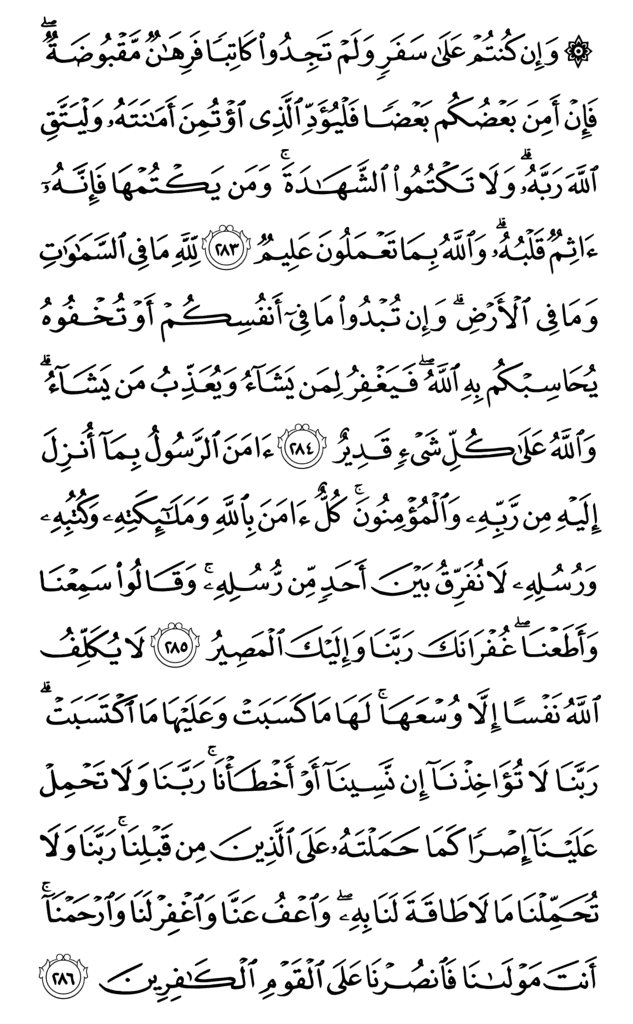 ۞ وَإِن كُنتُمْ عَلَىٰ سَفَرٍ وَلَمْ تَجِدُوا۟ كَاتِبًا فَرِهَـٰنٌ مَّقْبُوضَةٌ ۖ
فَإِنْ أَمِنَ بَعْضُكُم بَعْضًا فَلْيُؤَدِّ ٱلَّذِى ٱؤْتُمِنَ أَمَـٰنَتَهُۥ وَلْيَتَّقِ
ٱللَّهَ رَبَّهُۥ ۗ وَلَا تَكْتُمُوا۟ ٱلشَّهَـٰدَةَ ۚ وَمَن يَكْتُمْهَا فَإِنَّهُۥٓ
ءَاثِمٌ قَلْبُهُۥ ۗ وَٱللَّهُ بِمَا تَعْمَلُونَ عَلِيمٌ ٢٨٣ لِّلَّهِ مَا فِى ٱلسَّمَـٰوَٰتِ
وَمَا فِى ٱلْأَرْضِ ۗ وَإِن تُبْدُوا۟ مَا فِىٓ أَنفُسِكُمْ أَوْ تُخْفُوهُ
يُحَاسِبْكُم بِهِ ٱللَّهُ ۖ فَيَغْفِرُ لِمَن يَشَآءُ وَيُعَذِّبُ مَن يَشَآءُ ۗ
وَٱللَّهُ عَلَىٰ كُلِّ شَىْءٍ قَدِيرٌ ٢٨٤ ءَامَنَ ٱلرَّسُولُ بِمَآ أُنزِلَ
إِلَيْهِ مِن رَّبِّهِۦ وَٱلْمُؤْمِنُونَ ۚ كُلٌّ ءَامَنَ بِٱللَّهِ وَمَلَـٰٓئِكَتِهِۦ وَكُتُبِهِۦ
وَرُسُلِهِۦ لَا نُفَرِّقُ بَيْنَ أَحَدٍ مِّن رُّسُلِهِۦ ۚ وَقَالُوا۟ سَمِعْنَا
وَأَطَعْنَا ۖ غُفْرَانَكَ رَبَّنَا وَإِلَيْكَ ٱلْمَصِيرُ ٢٨٥ لَا يُكَلِّفُ
ٱللَّهُ نَفْسًا إِلَّا وُسْعَهَا ۚ لَهَا مَا كَسَبَتْ وَعَلَيْهَا مَا ٱكْتَسَبَتْ ۗ
رَبَّنَا لَا تُؤَاخِذْنَآ إِن نَّسِينَآ أَوْ أَخْطَأْنَا ۚ رَبَّنَا وَلَا تَحْمِلْ
عَلَيْنَآ إِصْرًا كَمَا حَمَلْتَهُۥ عَلَى ٱلَّذِينَ مِن قَبْلِنَا ۚ رَبَّنَا وَلَا
تُحَمِّلْنَا مَا لَا طَاقَةَ لَنَا بِهِۦ ۖ وَٱعْفُ عَنَّا وَٱغْفِرْ لَنَا وَٱرْحَمْنَآ ۚ
أَنتَ مَوْلَىٰنَا فَٱنصُرْنَا عَلَى ٱلْقَوْمِ ٱلْكَـٰفِرِينَ ٢٨٦